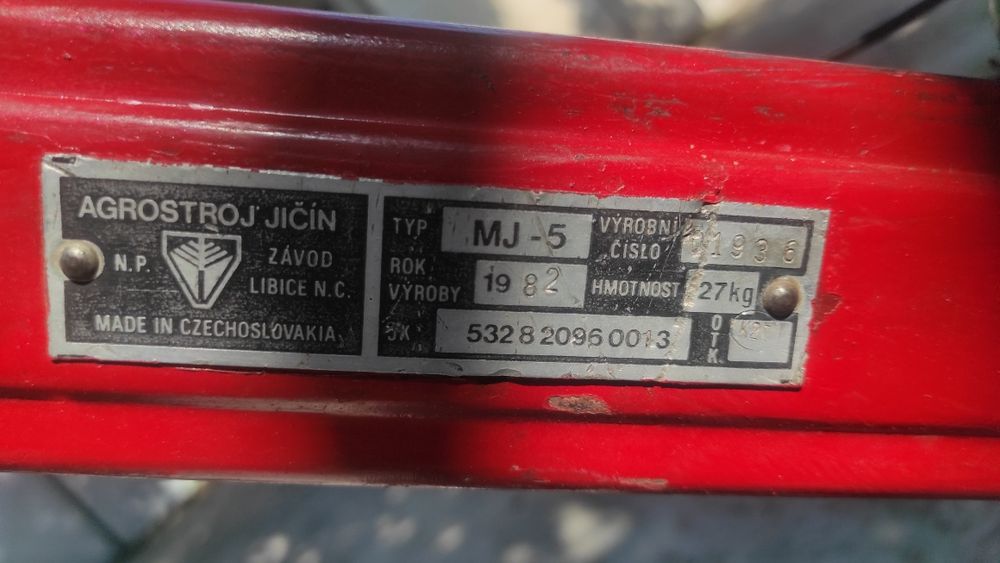 AGROSTROJ JIČÍN
N.P.
ZÁVOD
LIBICE N.C.
MADE IN CZECHOSLOVAKIA
TYP MJ-5
VÝROBNÍ ČÍSLO
ROK VÝROBY 1982
HMOTNOST 27kg
JK 532 8 2096 0013
OTK